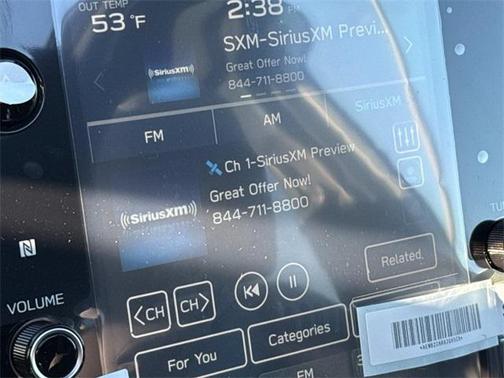 OUT TEMP
2:38
53 °F
SXM-SiriusXM Previ...
((SiriusXM))
Great Offer Now!
844-711-8800
FM
AM
SiriusXM
Ch 1-SiriusXM Preview
((SiriusXM))
Great Offer Now!
844-711-8800
N
Related
VOLUME
<CH
CH>
For You
Categories
FM